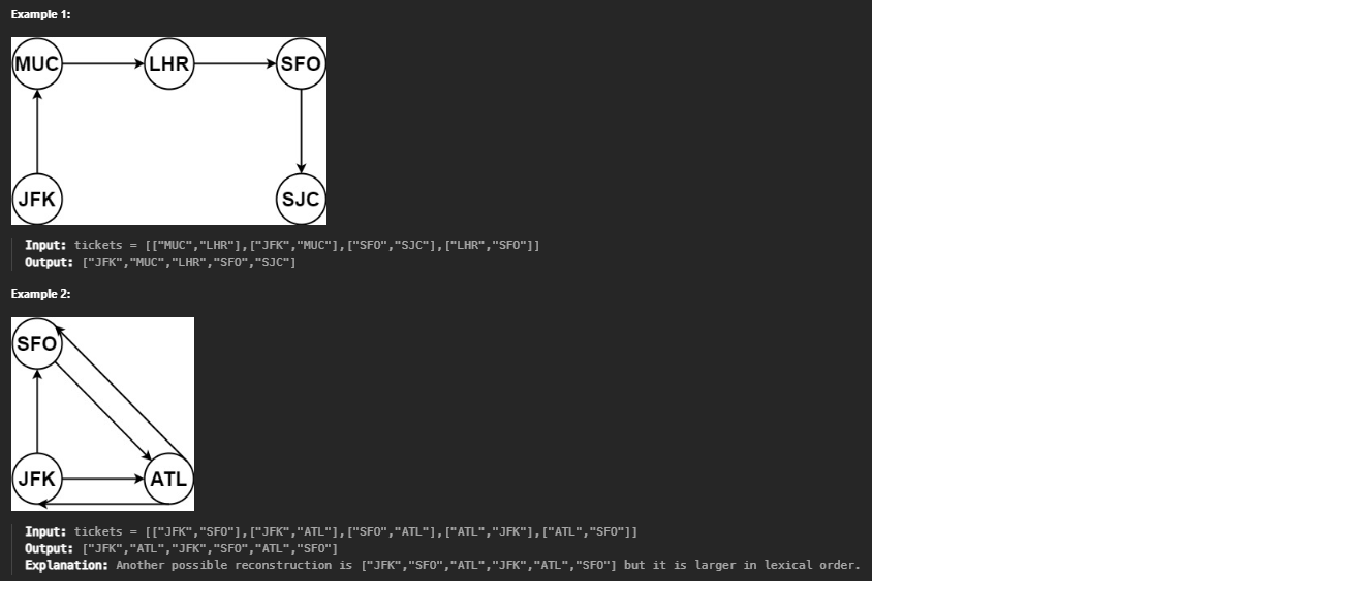 Example 1:
MUC LHR SFO
JFK SJC
Input: tickets = [["MUC","LHR"],["JFK","MUC"],["SFO","SJC"],["LHR","SFO"]]
Output: ["JFK","MUC","LHR","SFO","SJC"]
Example 2:
SFO
JFK ATL
Input: tickets = [["JFK","SFO"],["JFK","ATL"],["SFO","ATL"],["ATL","JFK"],["ATL","SFO"]]
Output: ["JFK","ATL","JFK","SFO","ATL","SFO"]
Explanation: Another possible reconstruction is ["JFK","SFO","ATL","JFK","ATL","SFO"] but it is larger in lexical order.